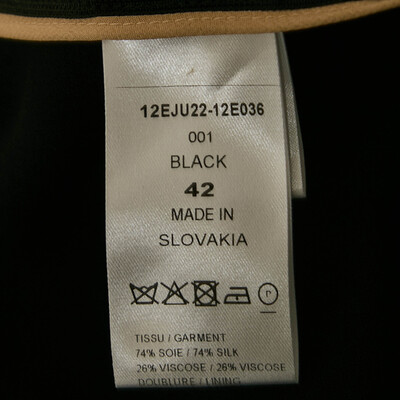 12EJU22-12E036
001
BLACK
42
MADE IN
SLOVAKIA
TISSU / GARMENT
74% SOIE / 74% SILK
26% VISCOSE / 26% VISCOSE
DOUBLURE / LINING